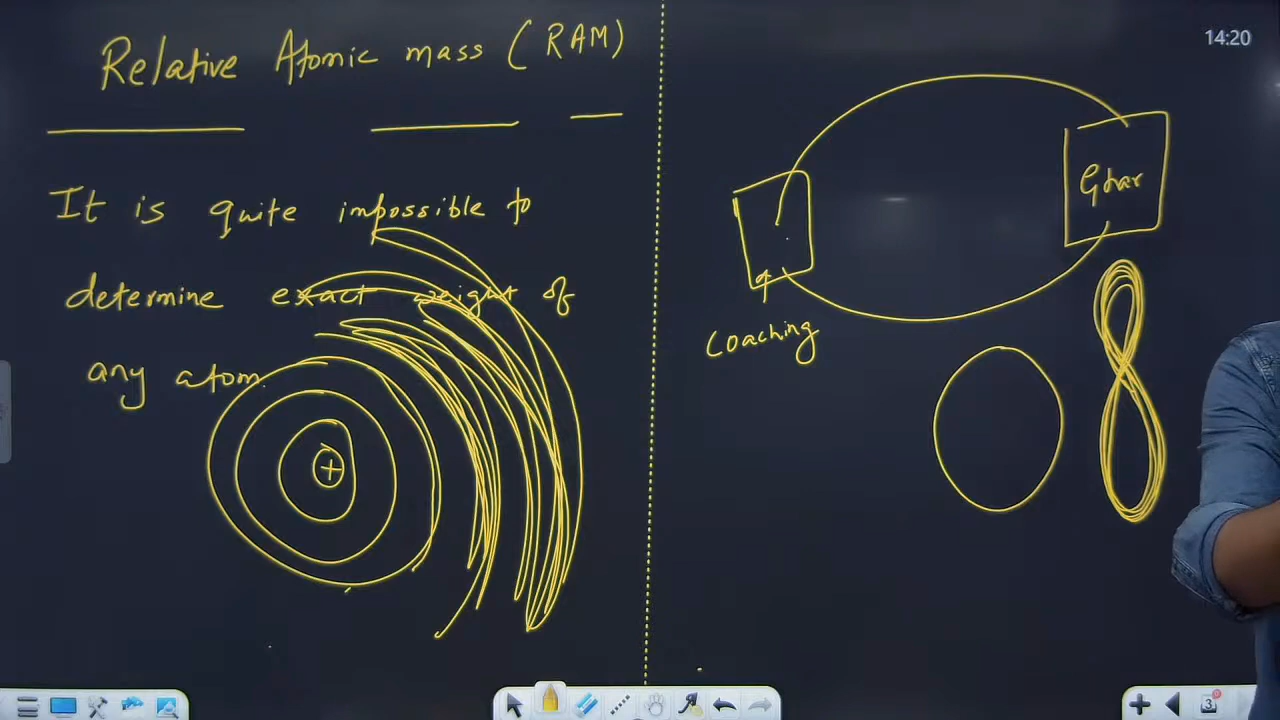 Relative Atomic mass (RAM)
It is quite impossible to
determine exact weight of
any atom.
+
14:20
Ghar
coaching
3